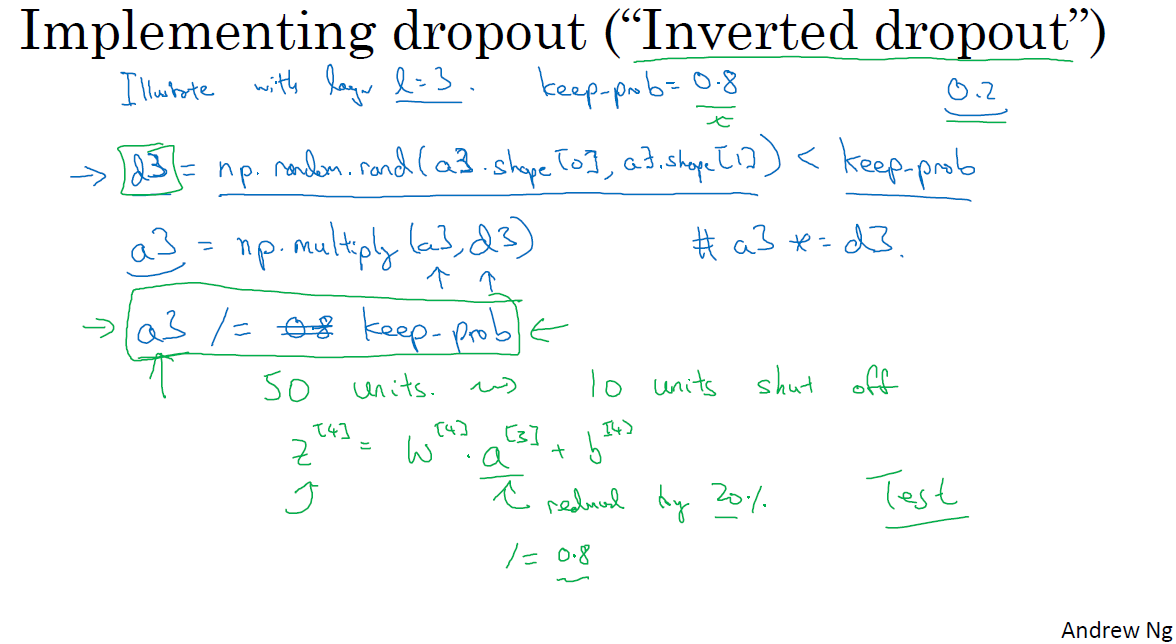 Implementing dropout (“Inverted dropout”)
Illustrate with layer l=3. keep-prob= 0.8 0.2
x
→ d3 = np.random.rand(a3.shape[0], a3.shape[1]) < keep-prob
a3 = np.multiply(a3, d3) # a3 *= d3.
→ a3 /= 0.8 keep-prob ←
50 units. ⇝ 10 units shut off
z^[4] = W^[4] · a^[3] + b^[4]
reduced by 20% Test
/= 0.8
Andrew Ng